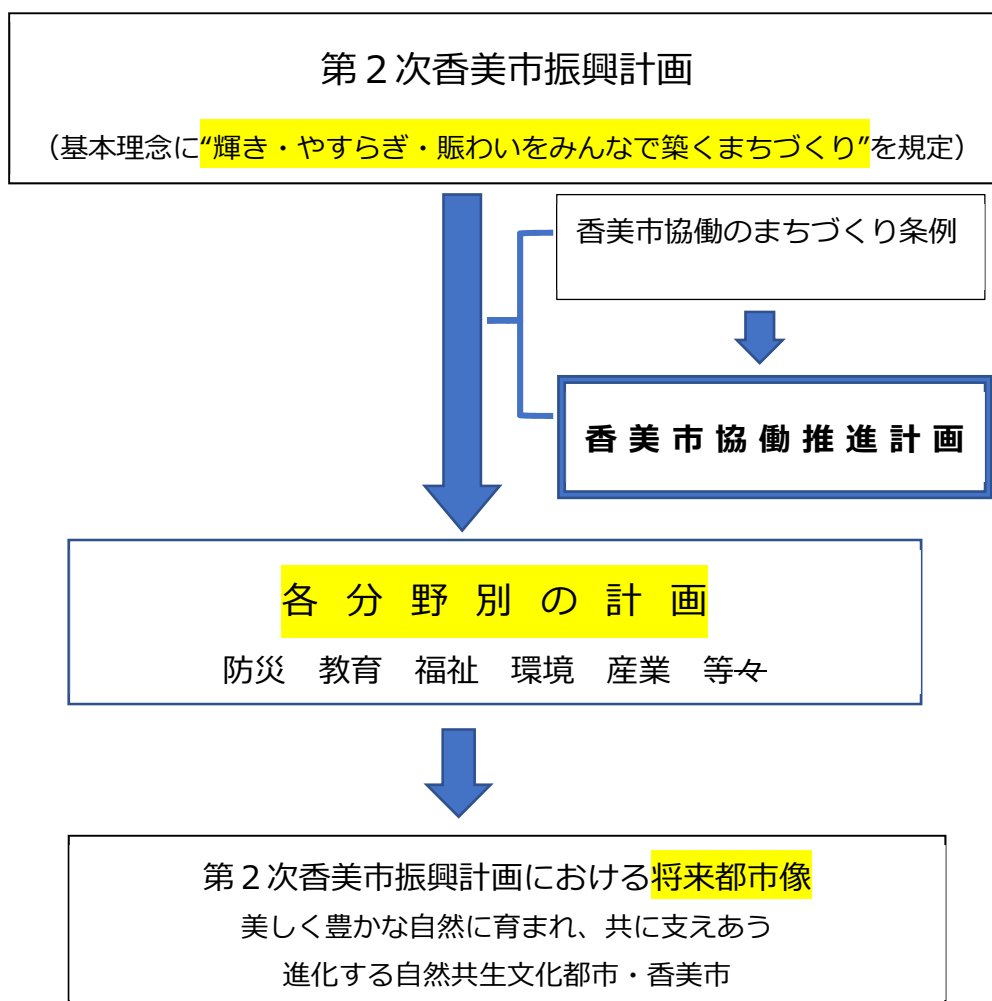 第２次香美市振興計画
（基本理念に“輝き・やすらぎ・賑わいをみんなで築くまちづくり”を規定）
香美市協働のまちづくり条例
香美市協働推進計画
各分野別の計画
防災　教育　福祉　環境　産業　等々
第２次香美市振興計画における将来都市像
美しく豊かな自然に育まれ、共に支えあう
進化する自然共生文化都市・香美市